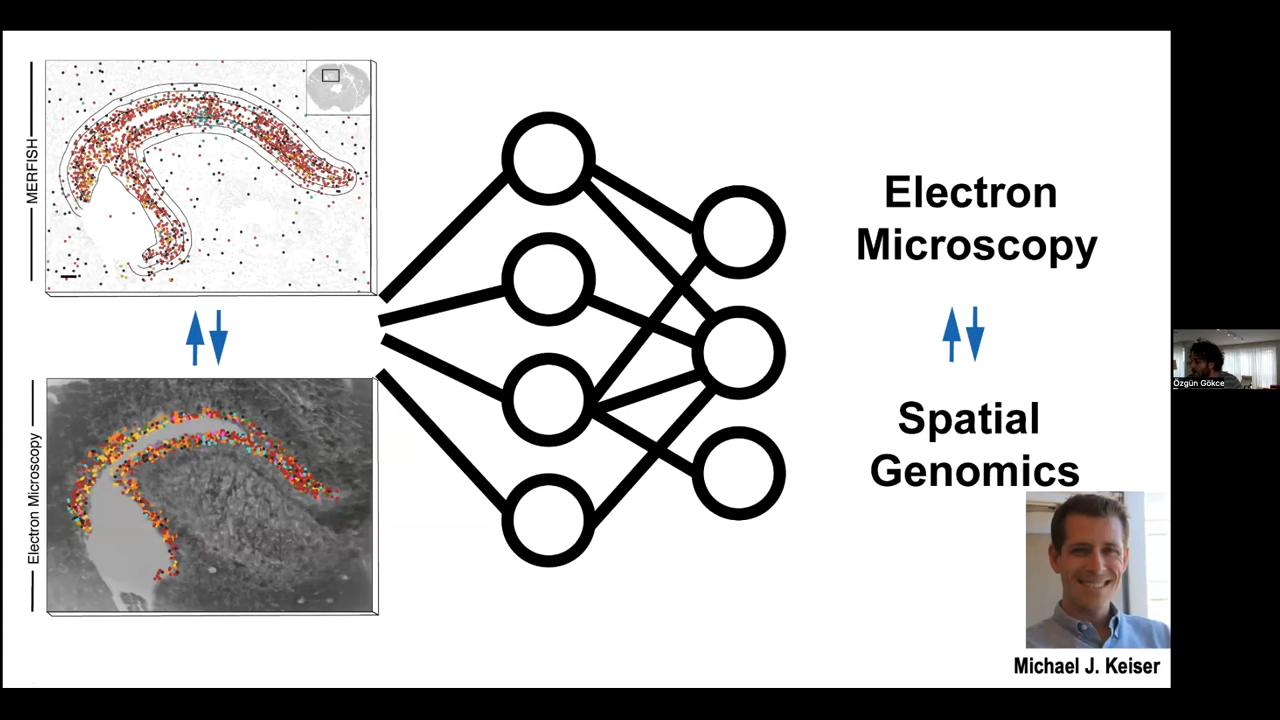 MERFISH
Electron Microscopy
Electron
Microscopy
Spatial
Genomics
Michael J. Keiser
Özgün Gökce